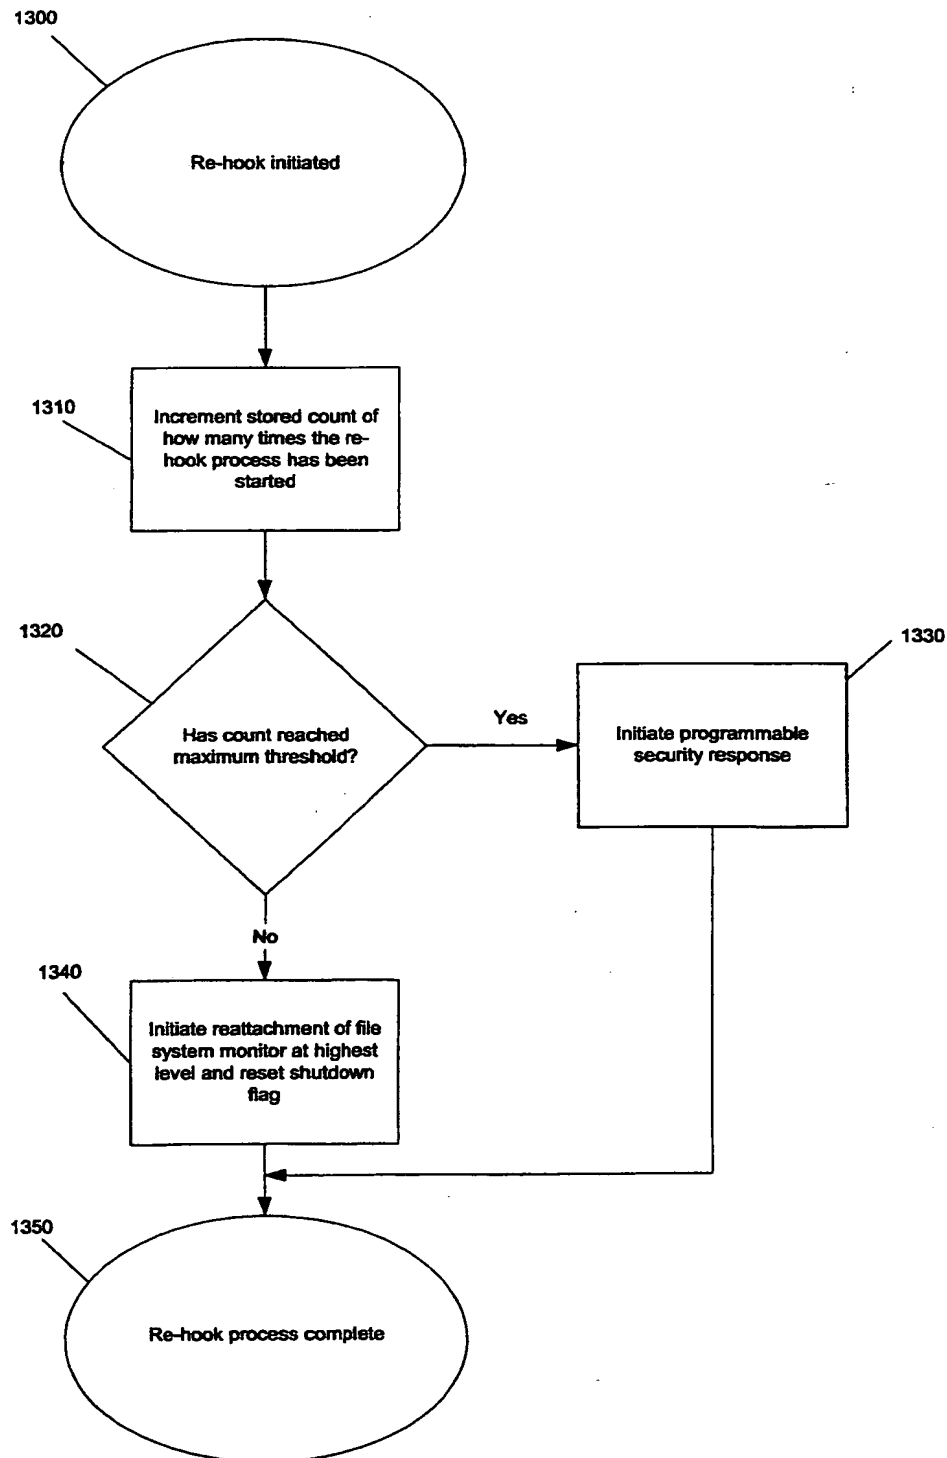 1300
Re-hook initiated
1310
Increment stored count of
how many times the re-
hook process has been
started
1320
Has count reached
maximum threshold?
Yes
1330
Initiate programmable
security response
No
1340
Initiate reattachment of file
system monitor at highest
level and reset shutdown
flag
1350
Re-hook process complete